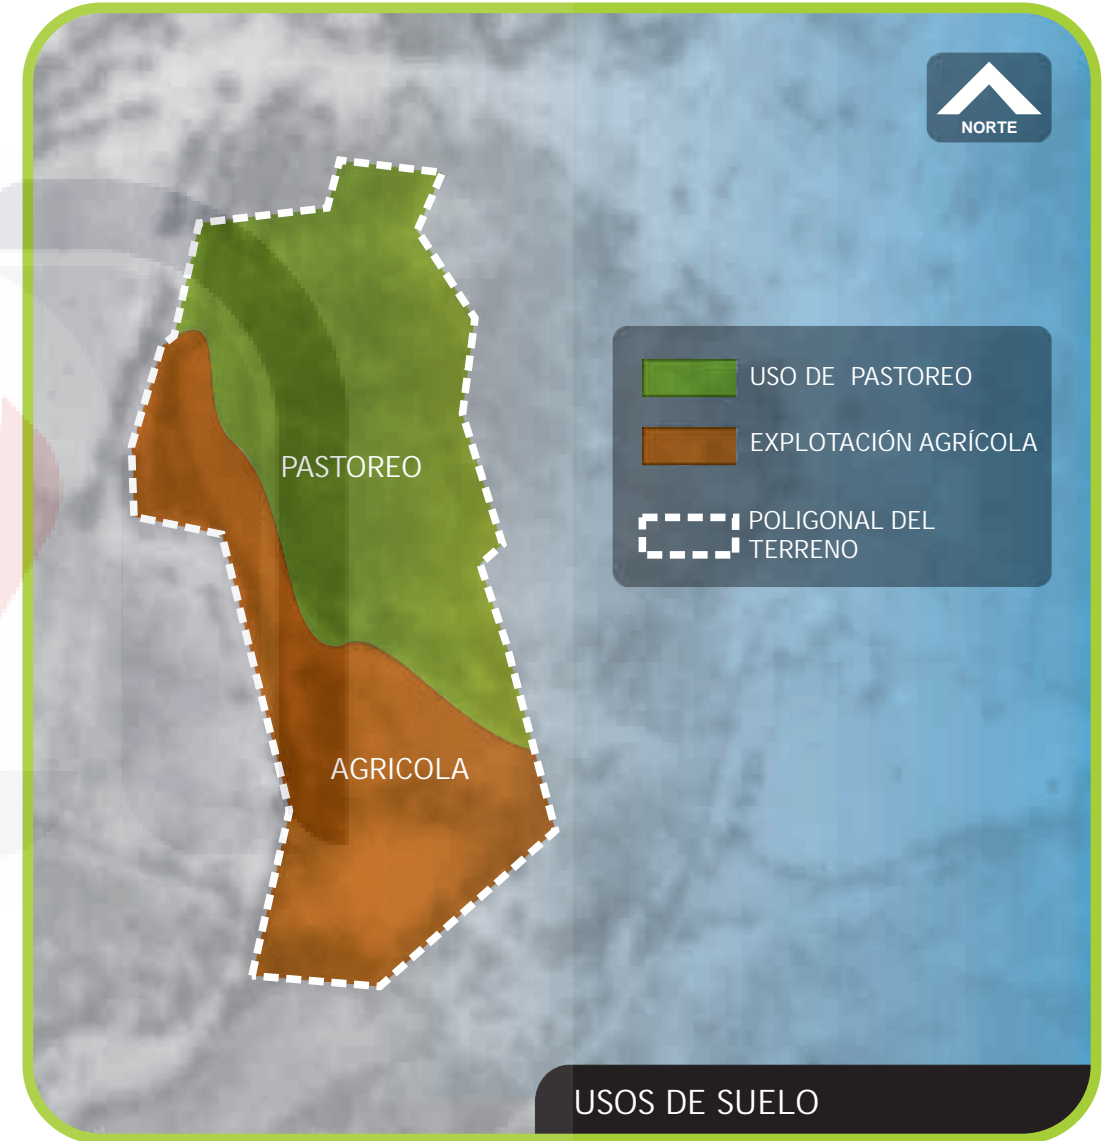 NORTE
USO DE PASTOREO
EXPLOTACIÓN AGRÍCOLA
POLIGONAL DEL
TERRENO
PASTOREO
AGRICOLA
USOS DE SUELO